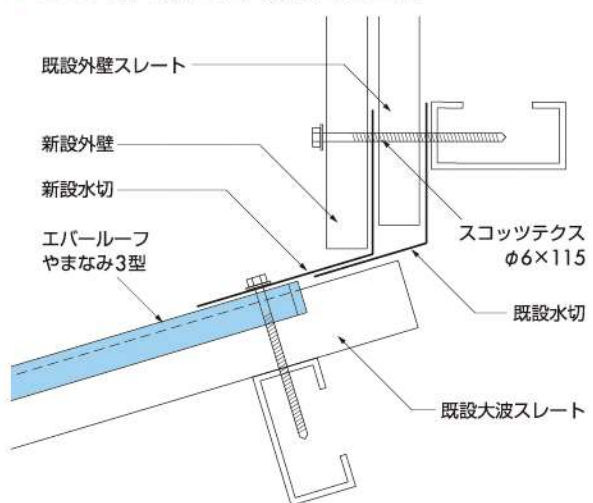 既設外壁スレート
新設外壁
新設水切
エバールーフ
やまなみ3型
スコッツテクス
φ6×115
既設水切
既設大波スレート